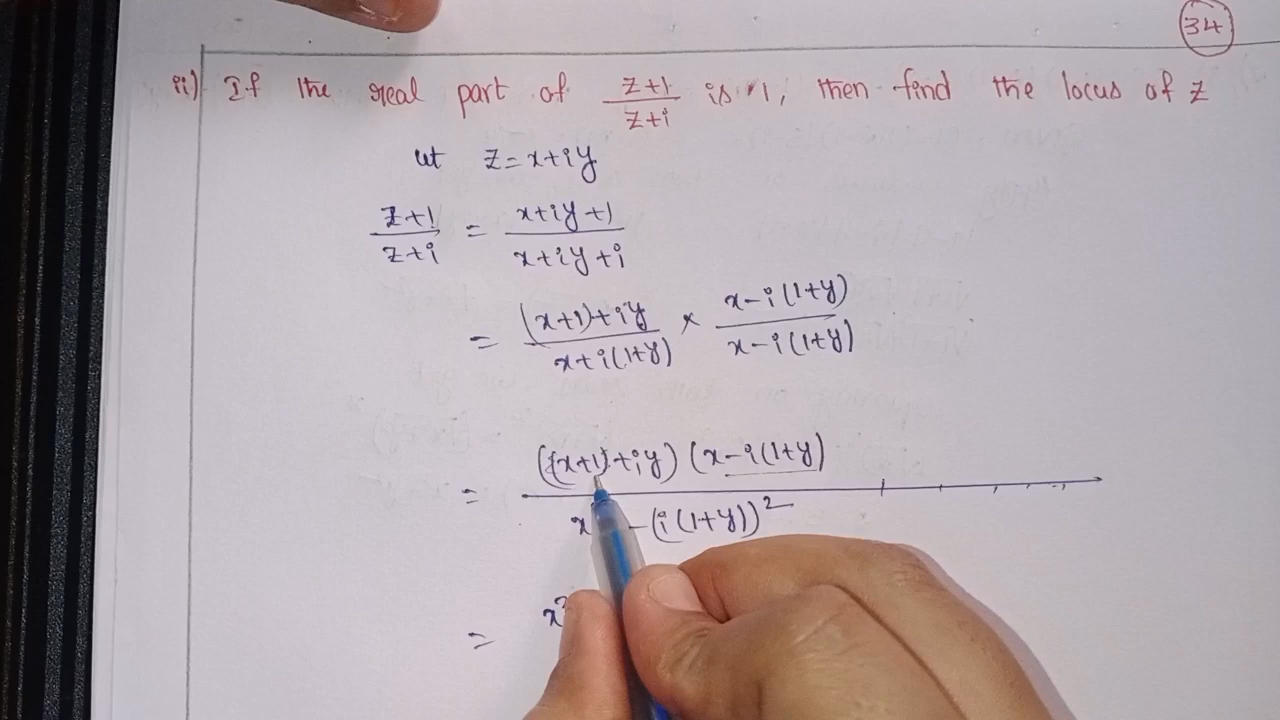 34
ii) If the real part of z+1/z+i is 1, then find the locus of z
let z=x+iy
z+1/z+i = x+iy+1/x+iy+i
= (x+1)+iy/x+i(1+y) × x-i(1+y)/x-i(1+y)
= ((x+1)+iy) (x-i(1+y)/x -(i(1+y))²
= x²